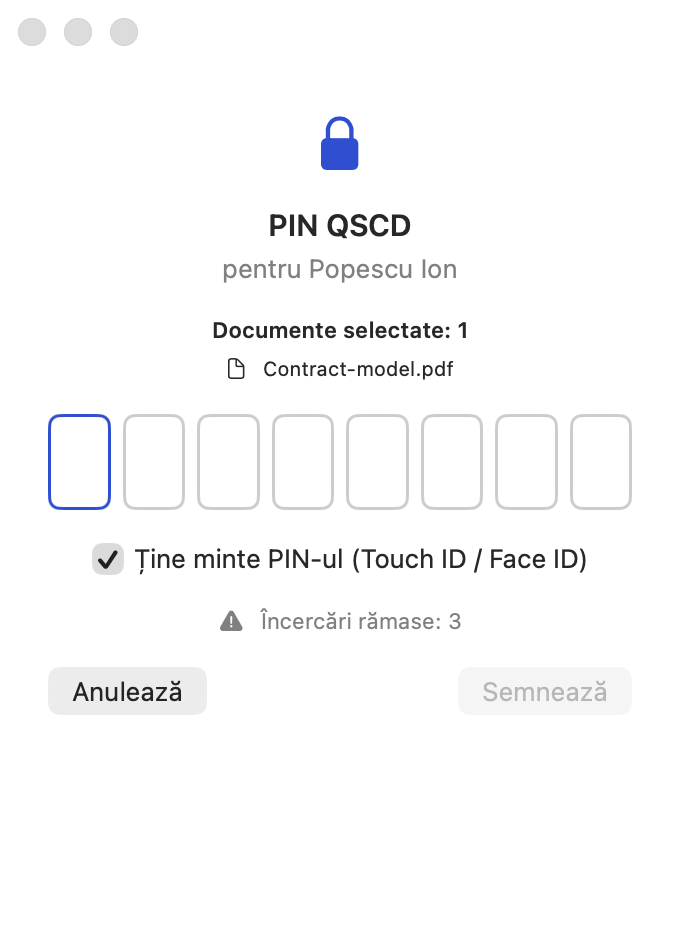 PIN QSCD
pentru Popescu Ion
Documente selectate: 1
Contract-model.pdf
Ține minte PIN-ul (Touch ID / Face ID)
Încercări rămase: 3
Anulează
Semnează